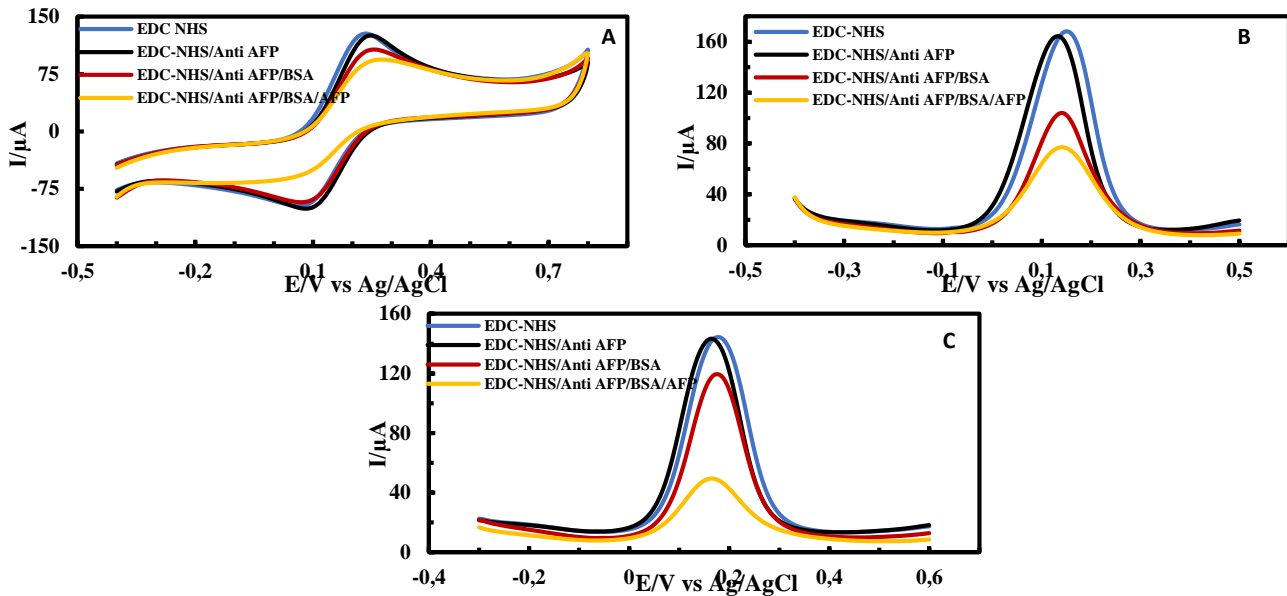 A
EDC NHS
EDC-NHS/Anti AFP
EDC-NHS/Anti AFP/BSA
EDC-NHS/Anti AFP/BSA/AFP
I/µA
150
75
0
-75
-150
-0,5 -0,2 0,1 0,4 0,7
E/V vs Ag/AgCl
B
EDC-NHS
EDC-NHS/Anti AFP
EDC-NHS/Anti AFP/BSA
EDC-NHS/Anti AFP/BSA/AFP
I/µA
160
120
80
40
0
-0,5 -0,3 -0,1 0,1 0,3 0,5
E/V vs Ag/AgCl
C
EDC-NHS
EDC-NHS/Anti AFP
EDC-NHS/Anti AFP/BSA
EDC-NHS/Anti AFP/BSA/AFP
I/µA
160
120
80
40
0
-0,4 -0,2 0 0,2 0,4 0,6
E/V vs Ag/AgCl